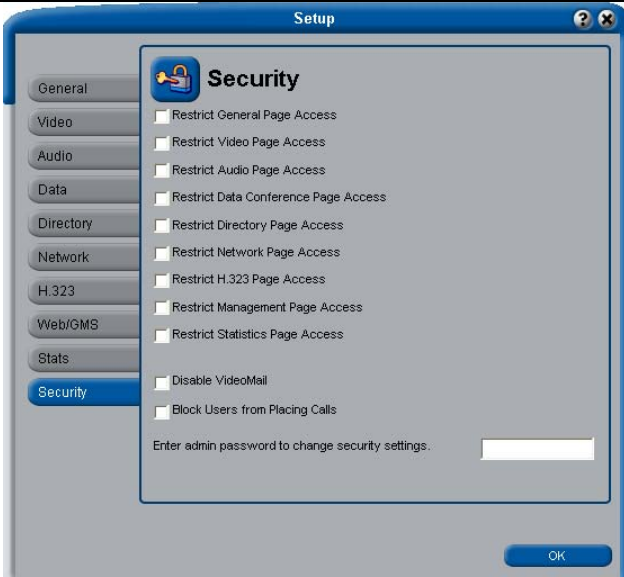 Setup
General
Video
Audio
Data
Directory
Network
H.323
Web/GMS
Stats
Security
Security
Restrict General Page Access
Restrict Video Page Access
Restrict Audio Page Access
Restrict Data Conference Page Access
Restrict Directory Page Access
Restrict Network Page Access
Restrict H.323 Page Access
Restrict Management Page Access
Restrict Statistics Page Access
Disable VideoMail
Block Users from Placing Calls
Enter admin password to change security settings.
OK